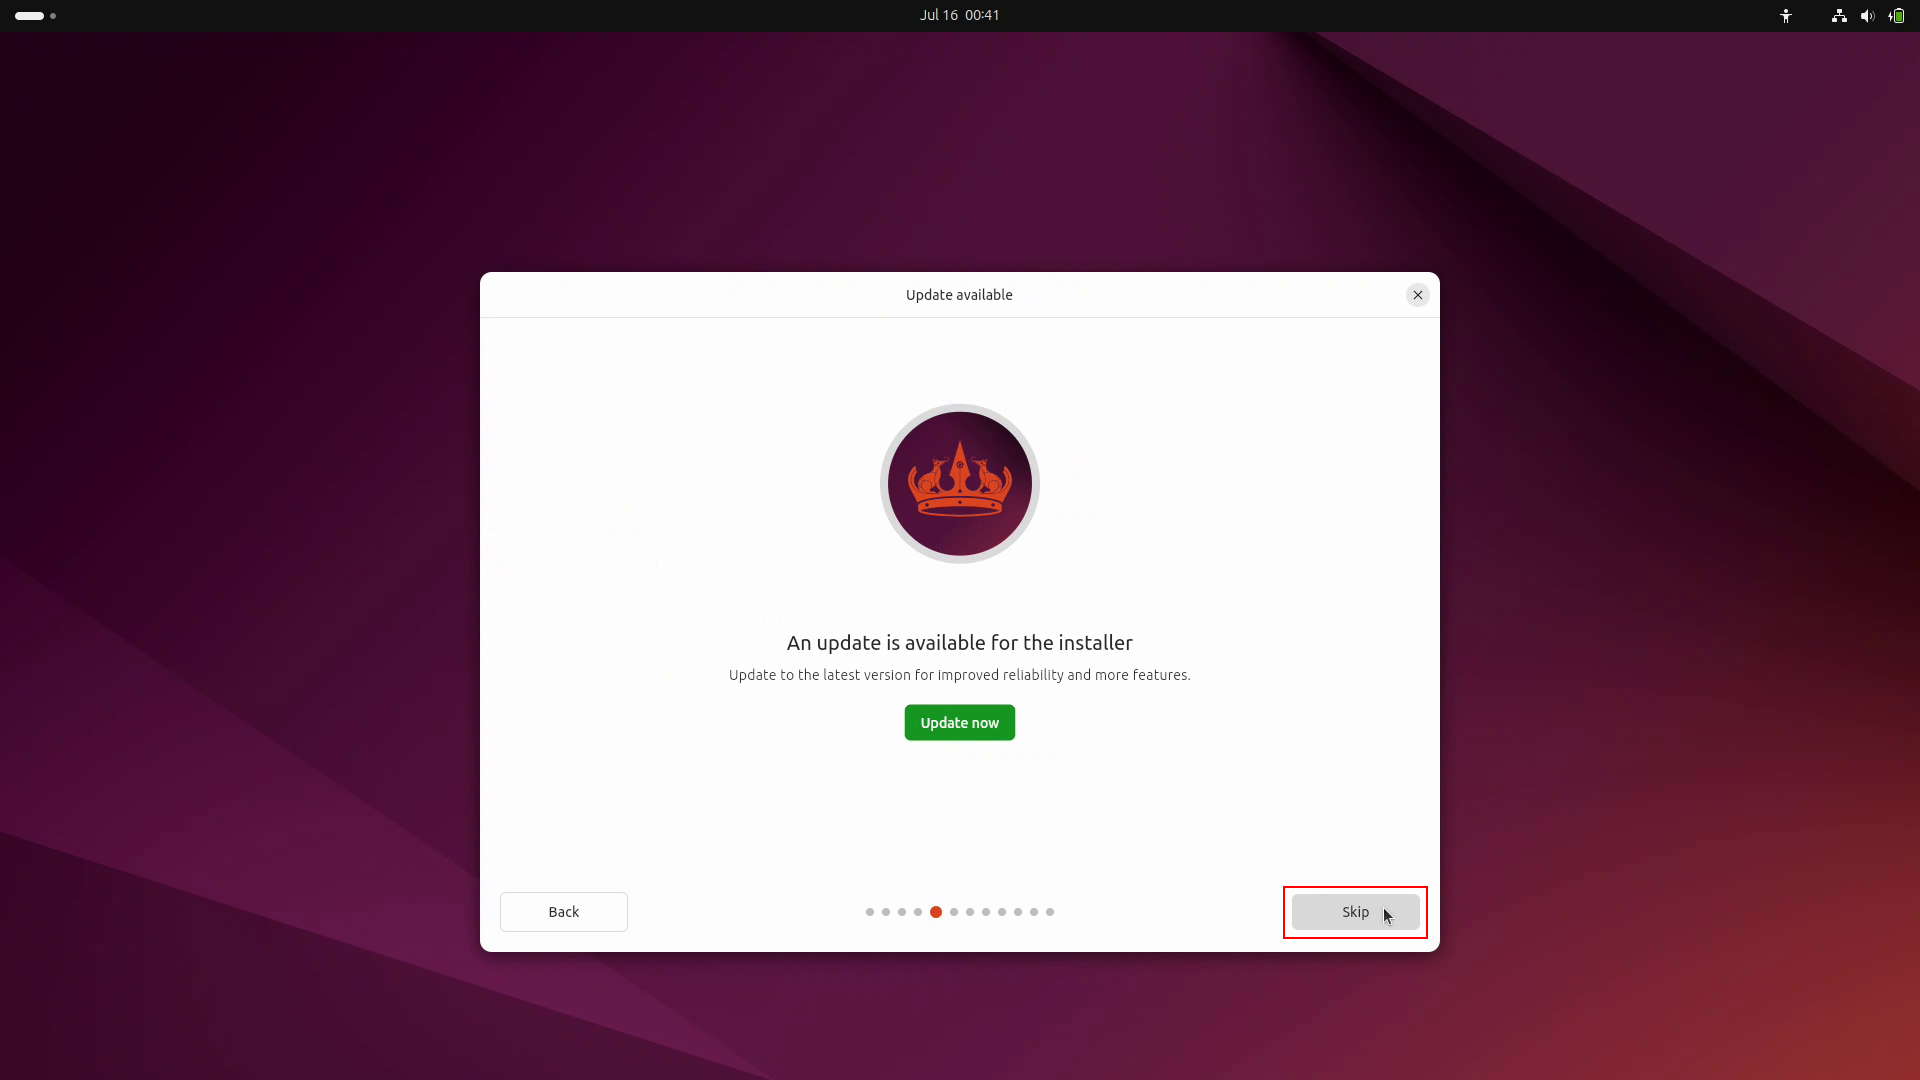 Jul 16 00:41
Update available
An update is available for the installer
Update to the latest version for improved reliability and more features.
Update now
Back
Skip